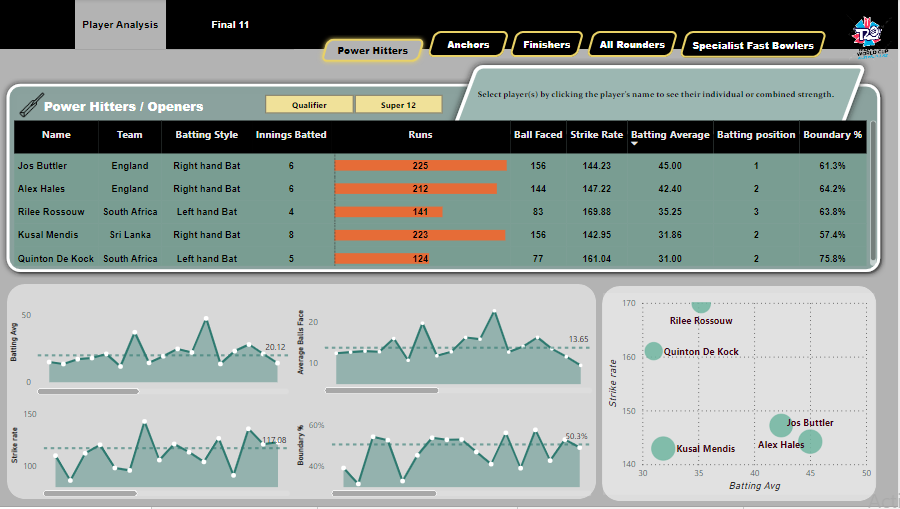 Player Analysis
Final 11
Power Hitters
Anchors
Finishers
All Rounders
Specialist Fast Bowlers
WORLD CUP
Select player(s) by clicking the player's name to see their individual or combined strength.
Power Hitters / Openers
Qualifier
Super 12
Name Team Batting Style Innings Batted Runs Ball Faced Strike Rate Batting Average Batting position Boundary %
Jos Buttler England Right hand Bat 6 225 156 144.23 45.00 1 61.3%
Alex Hales England Right hand Bat 6 212 144 147.22 42.40 2 64.2%
Rilee Rossouw South Africa Left hand Bat 4 141 83 169.88 35.25 3 63.8%
Kusal Mendis Sri Lanka Right hand Bat 8 223 156 142.95 31.86 2 57.4%
Quinton De Kock South Africa Left hand Bat 5 124 77 161.04 31.00 2 75.8%
Batting Avg
50
0
20.12
Average Balls Face
20
10
13.65
Strike rate
150
100
117.08
Boundary %
60%
40%
50.3%
Strike rate
170
160
150
140
Rilee Rossouw
Quinton De Kock
Jos Buttler
Alex Hales
Kusal Mendis
30 35 40 45 50
Batting Avg